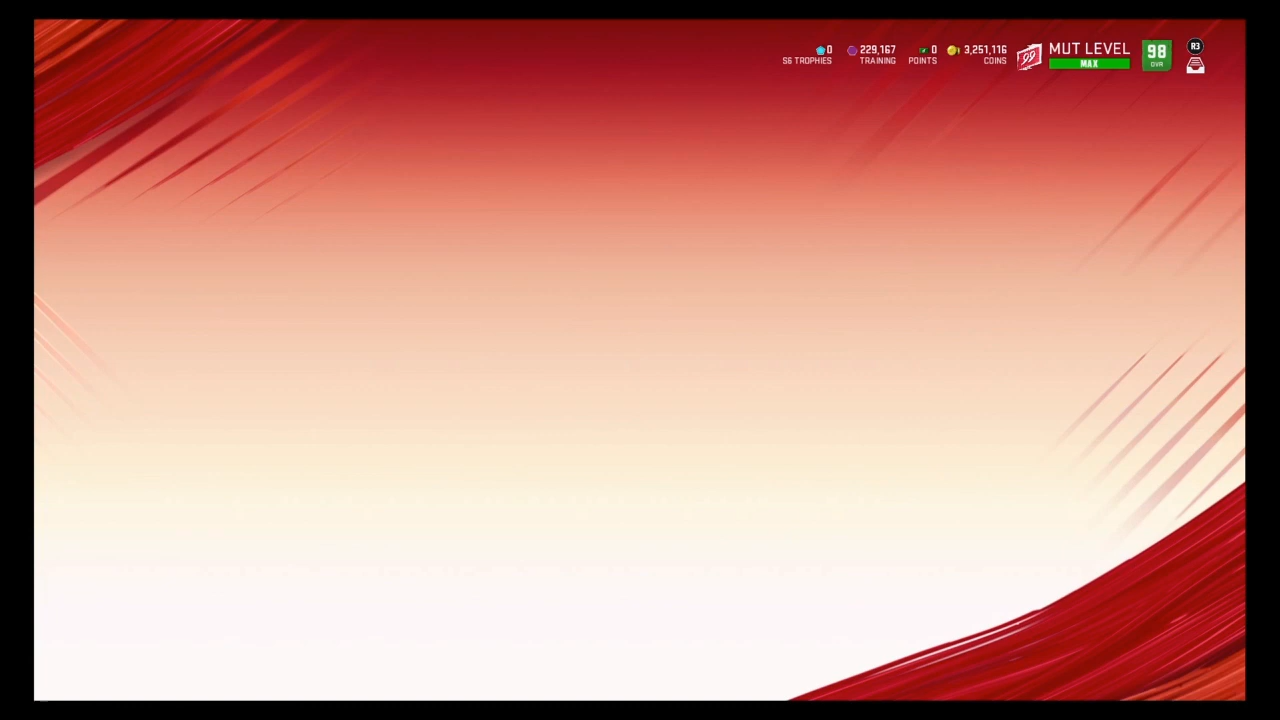 0 229,167 0 3,251,116 MUT LEVEL 98 R3
S6 TROPHIES TRAINING POINTS COINS MAX OVR